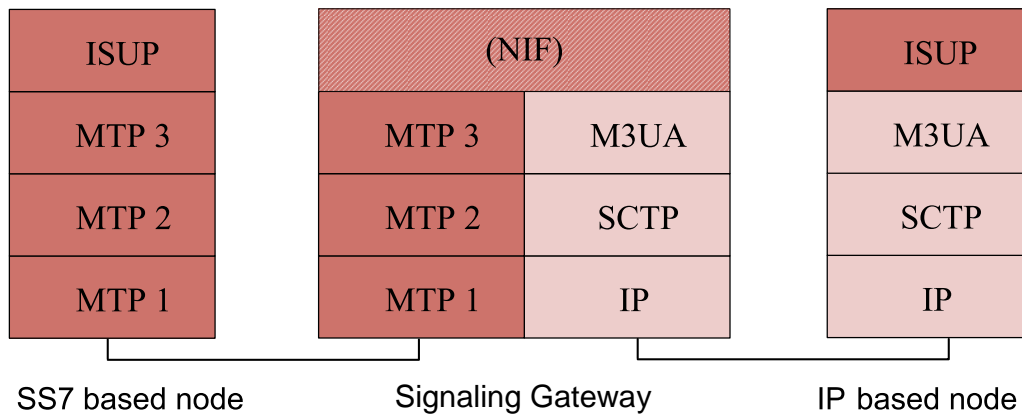 ISUP (NIF) ISUP
MTP 3 MTP 3 M3UA M3UA
MTP 2 MTP 2 SCTP SCTP
MTP 1 MTP 1 IP IP
SS7 based node Signaling Gateway IP based node